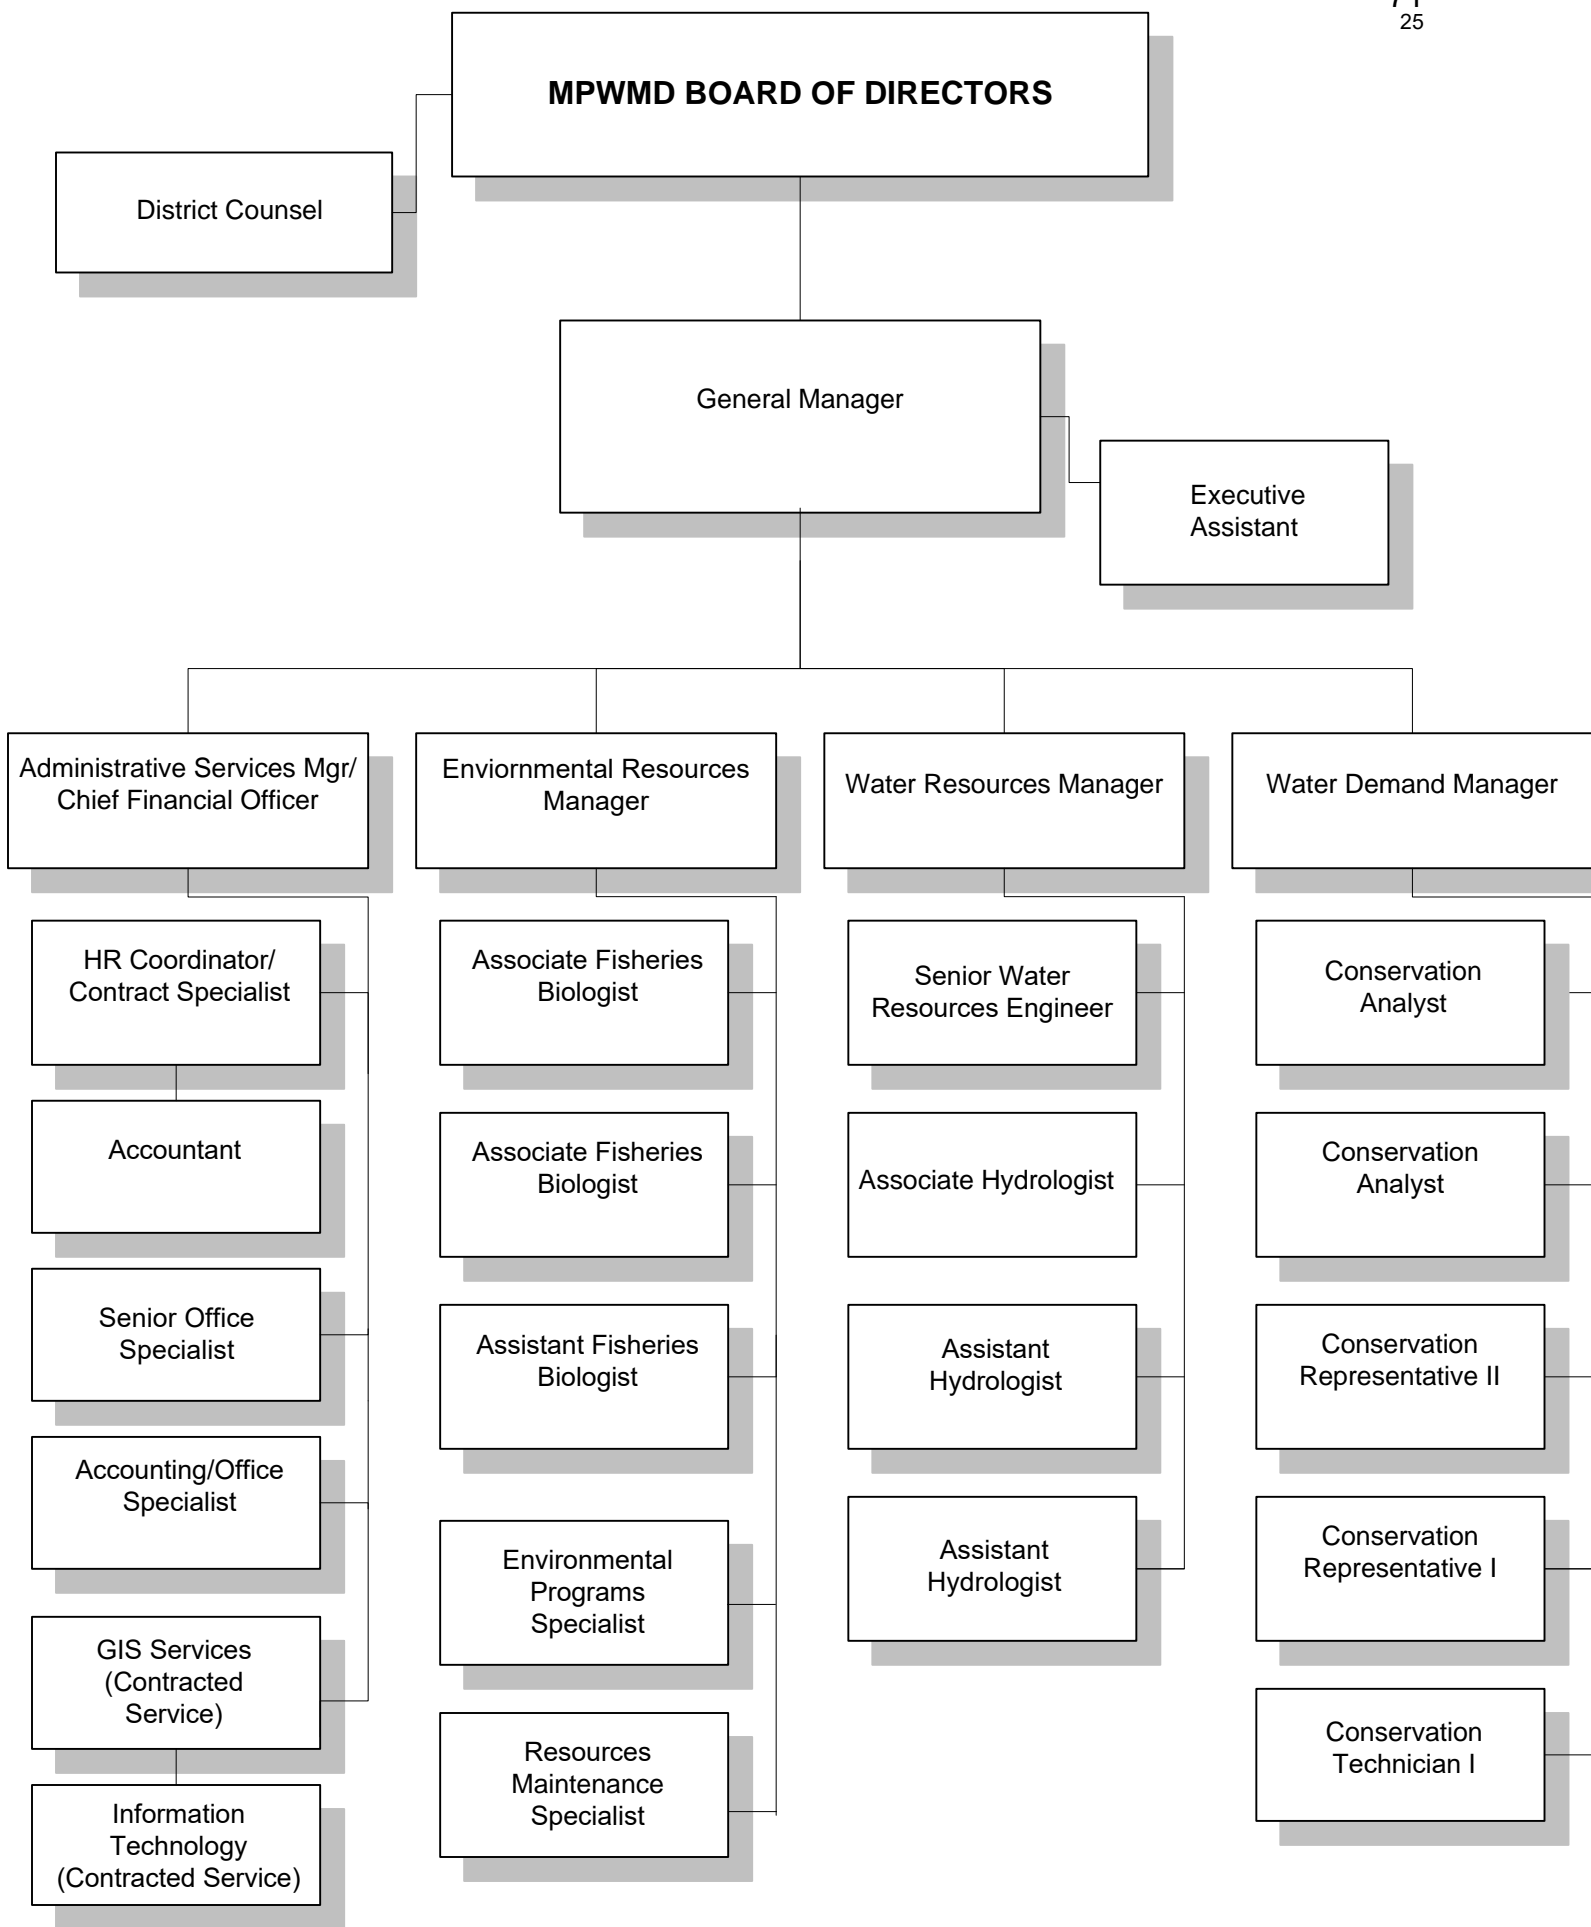 25
MPWMD BOARD OF DIRECTORS
District Counsel
General Manager
Executive
Assistant
Administrative Services Mgr/
Chief Financial Officer
Enviornmental Resources
Manager
Water Resources Manager
Water Demand Manager
HR Coordinator/
Contract Specialist
Accountant
Senior Office
Specialist
Accounting/Office
Specialist
GIS Services
(Contracted
Service)
Information
Technology
(Contracted Service)
Associate Fisheries
Biologist
Associate Fisheries
Biologist
Assistant Fisheries
Biologist
Environmental
Programs
Specialist
Resources
Maintenance
Specialist
Senior Water
Resources Engineer
Associate Hydrologist
Assistant
Hydrologist
Assistant
Hydrologist
Conservation
Analyst
Conservation
Analyst
Conservation
Representative II
Conservation
Representative I
Conservation
Technician I